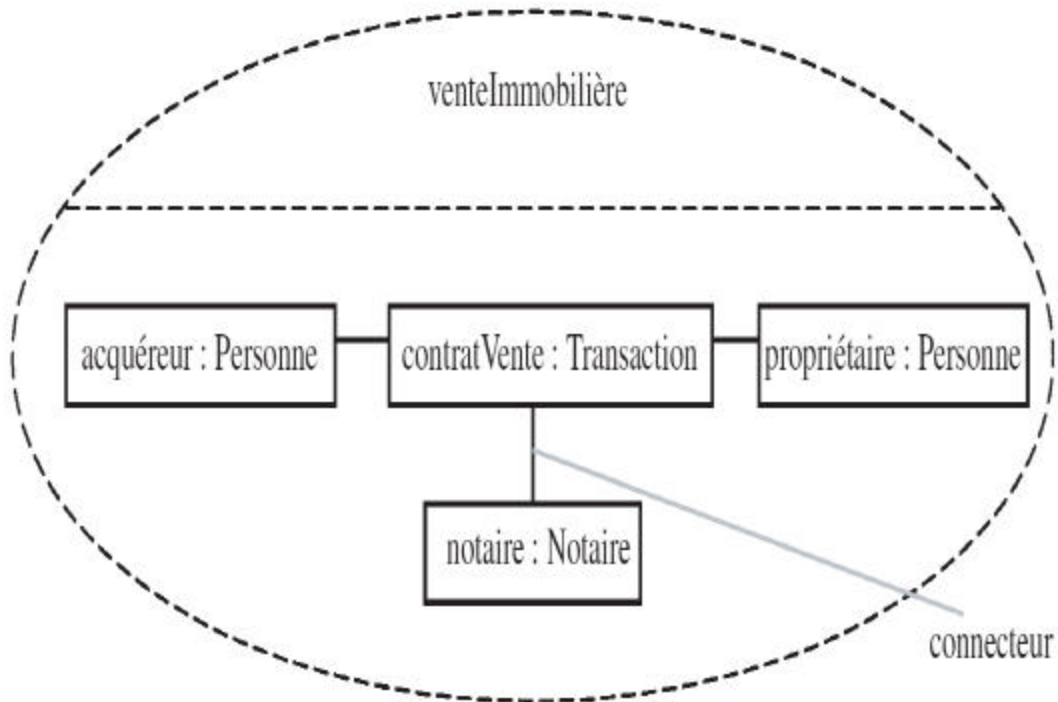 venteImmobilière
acquéreur : Personne
contratVente : Transaction
propriétaire : Personne
notaire : Notaire
connecteur